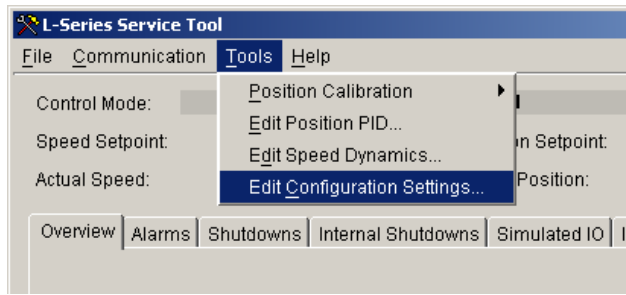 L-Series Service Tool
File Communication Tools Help
Position Calibration
Edit Position PID...
Edit Speed Dynamics...
Edit Configuration Settings...
Control Mode:
Speed Setpoint: Setpoint:
Actual Speed: Position:
Overview Alarms Shutdowns Internal Shutdowns Simulated IO